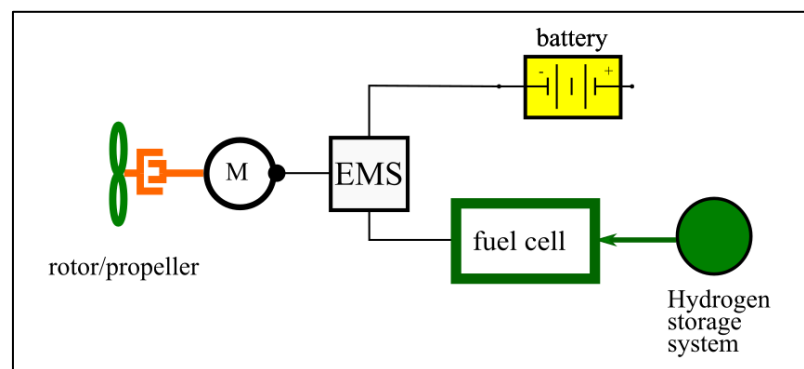 battery
- +
M
EMS
fuel cell
rotor/propeller
Hydrogen
storage
system